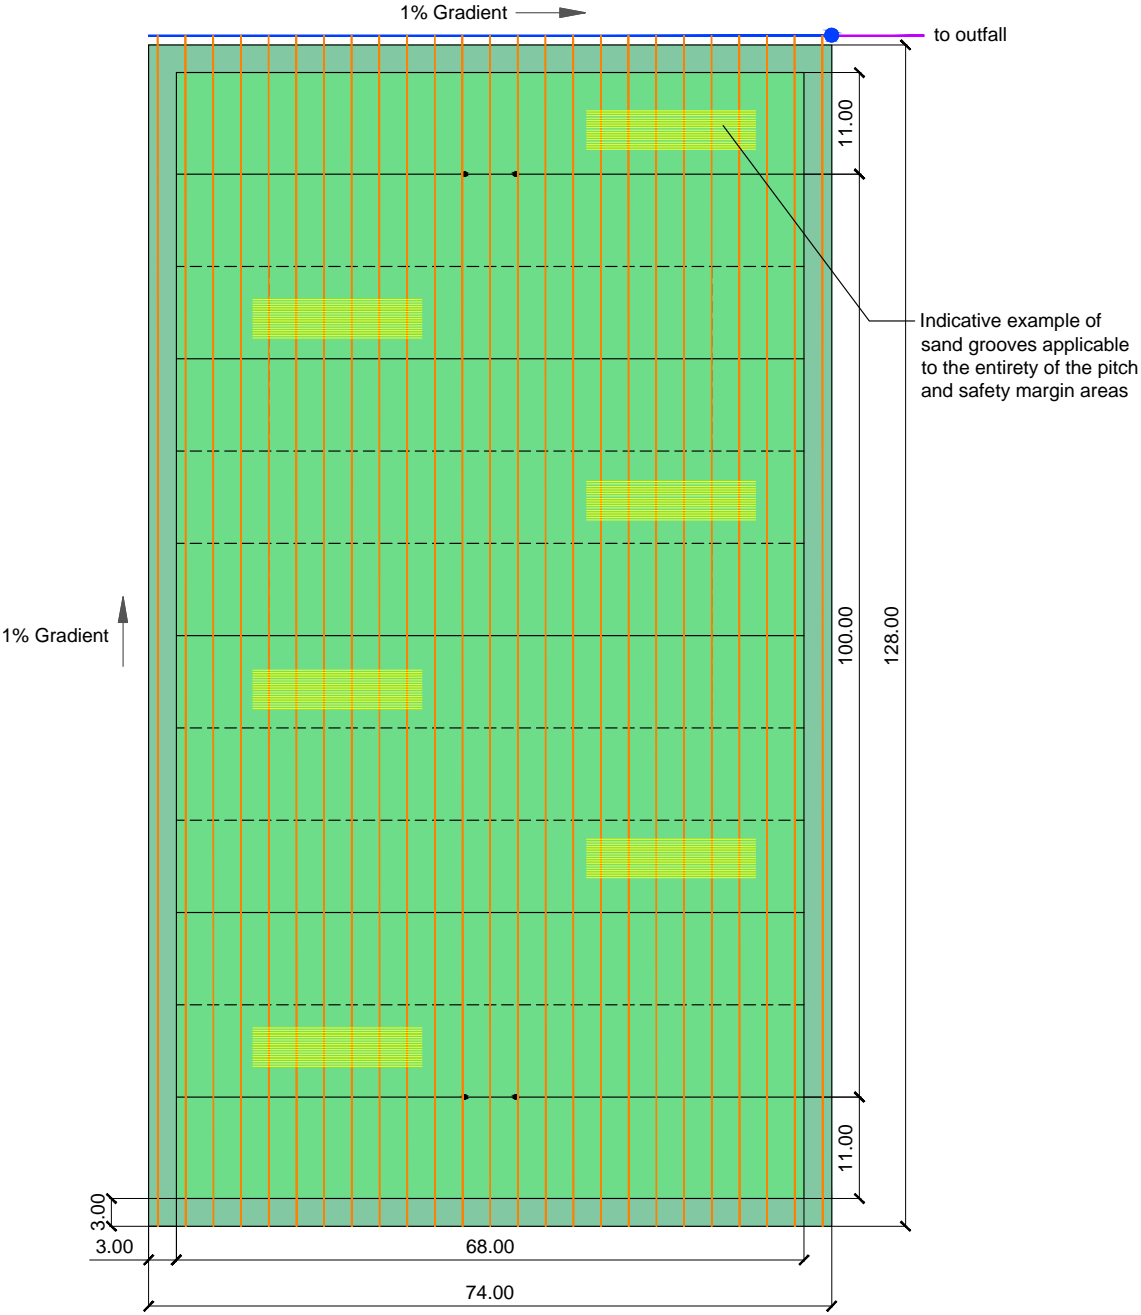 1% Gradient
to outfall
11.00
Indicative example of
sand grooves applicable
to the entirety of the pitch
and safety margin areas
1% Gradient
100.00
128.00
11.00
3.00
3.00
68.00
74.00